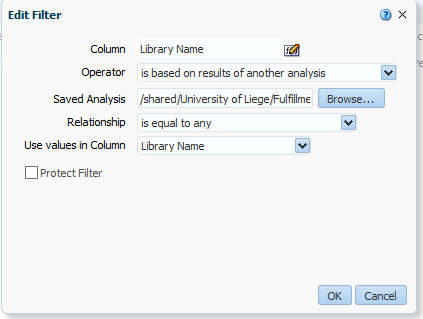 Edit Filter
Column Library Name
Operator is based on results of another analysis
Saved Analysis /shared/University of Liege/Fulfillme Browse...
Relationship is equal to any
Use values in Column Library Name
Protect Filter
OK Cancel